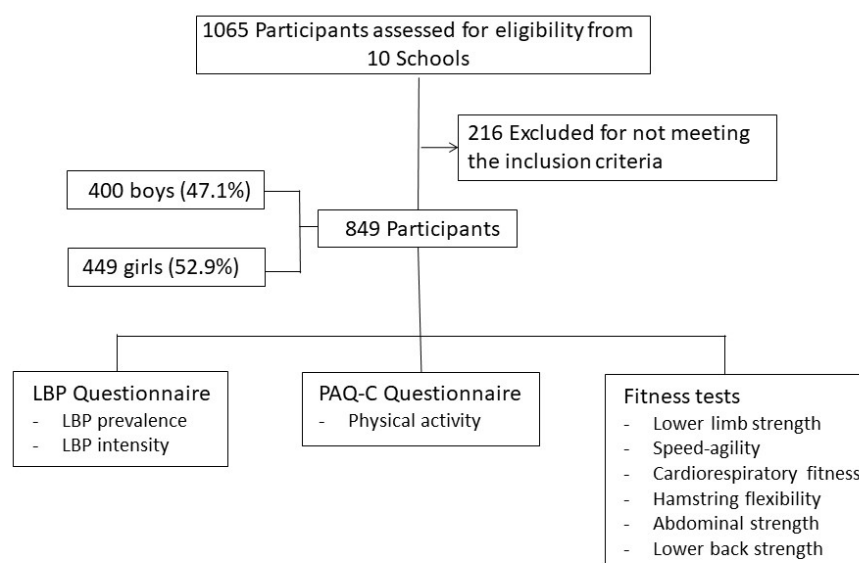 1065 Participants assessed for eligibility from
10 Schools
216 Excluded for not meeting
the inclusion criteria
400 boys (47.1%)
849 Participants
449 girls (52.9%)
LBP Questionnaire
- LBP prevalence
- LBP intensity
PAQ-C Questionnaire
- Physical activity
Fitness tests
- Lower limb strength
- Speed-agility
- Cardiorespiratory fitness
- Hamstring flexibility
- Abdominal strength
- Lower back strength